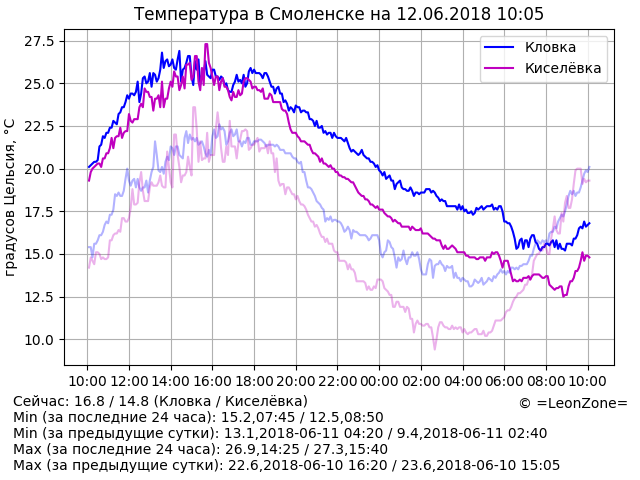 Температура в Смоленске на 12.06.2018 10:05
Кловка
Киселёвка
градусов Цельсия, °C
27.5
25.0
22.5
20.0
17.5
15.0
12.5
10.0
10:00 12:00 14:00 16:00 18:00 20:00 22:00 00:00 02:00 04:00 06:00 08:00 10:00
Сейчас: 16.8 / 14.8 (Кловка / Киселёвка)
© =LeonZone=
Min (за последние 24 часа): 15.2,07:45 / 12.5,08:50
Min (за предыдущие сутки): 13.1,2018-06-11 04:20 / 9.4,2018-06-11 02:40
Max (за последние 24 часа): 26.9,14:25 / 27.3,15:40
Max (за предыдущие сутки): 22.6,2018-06-10 16:20 / 23.6,2018-06-10 15:05